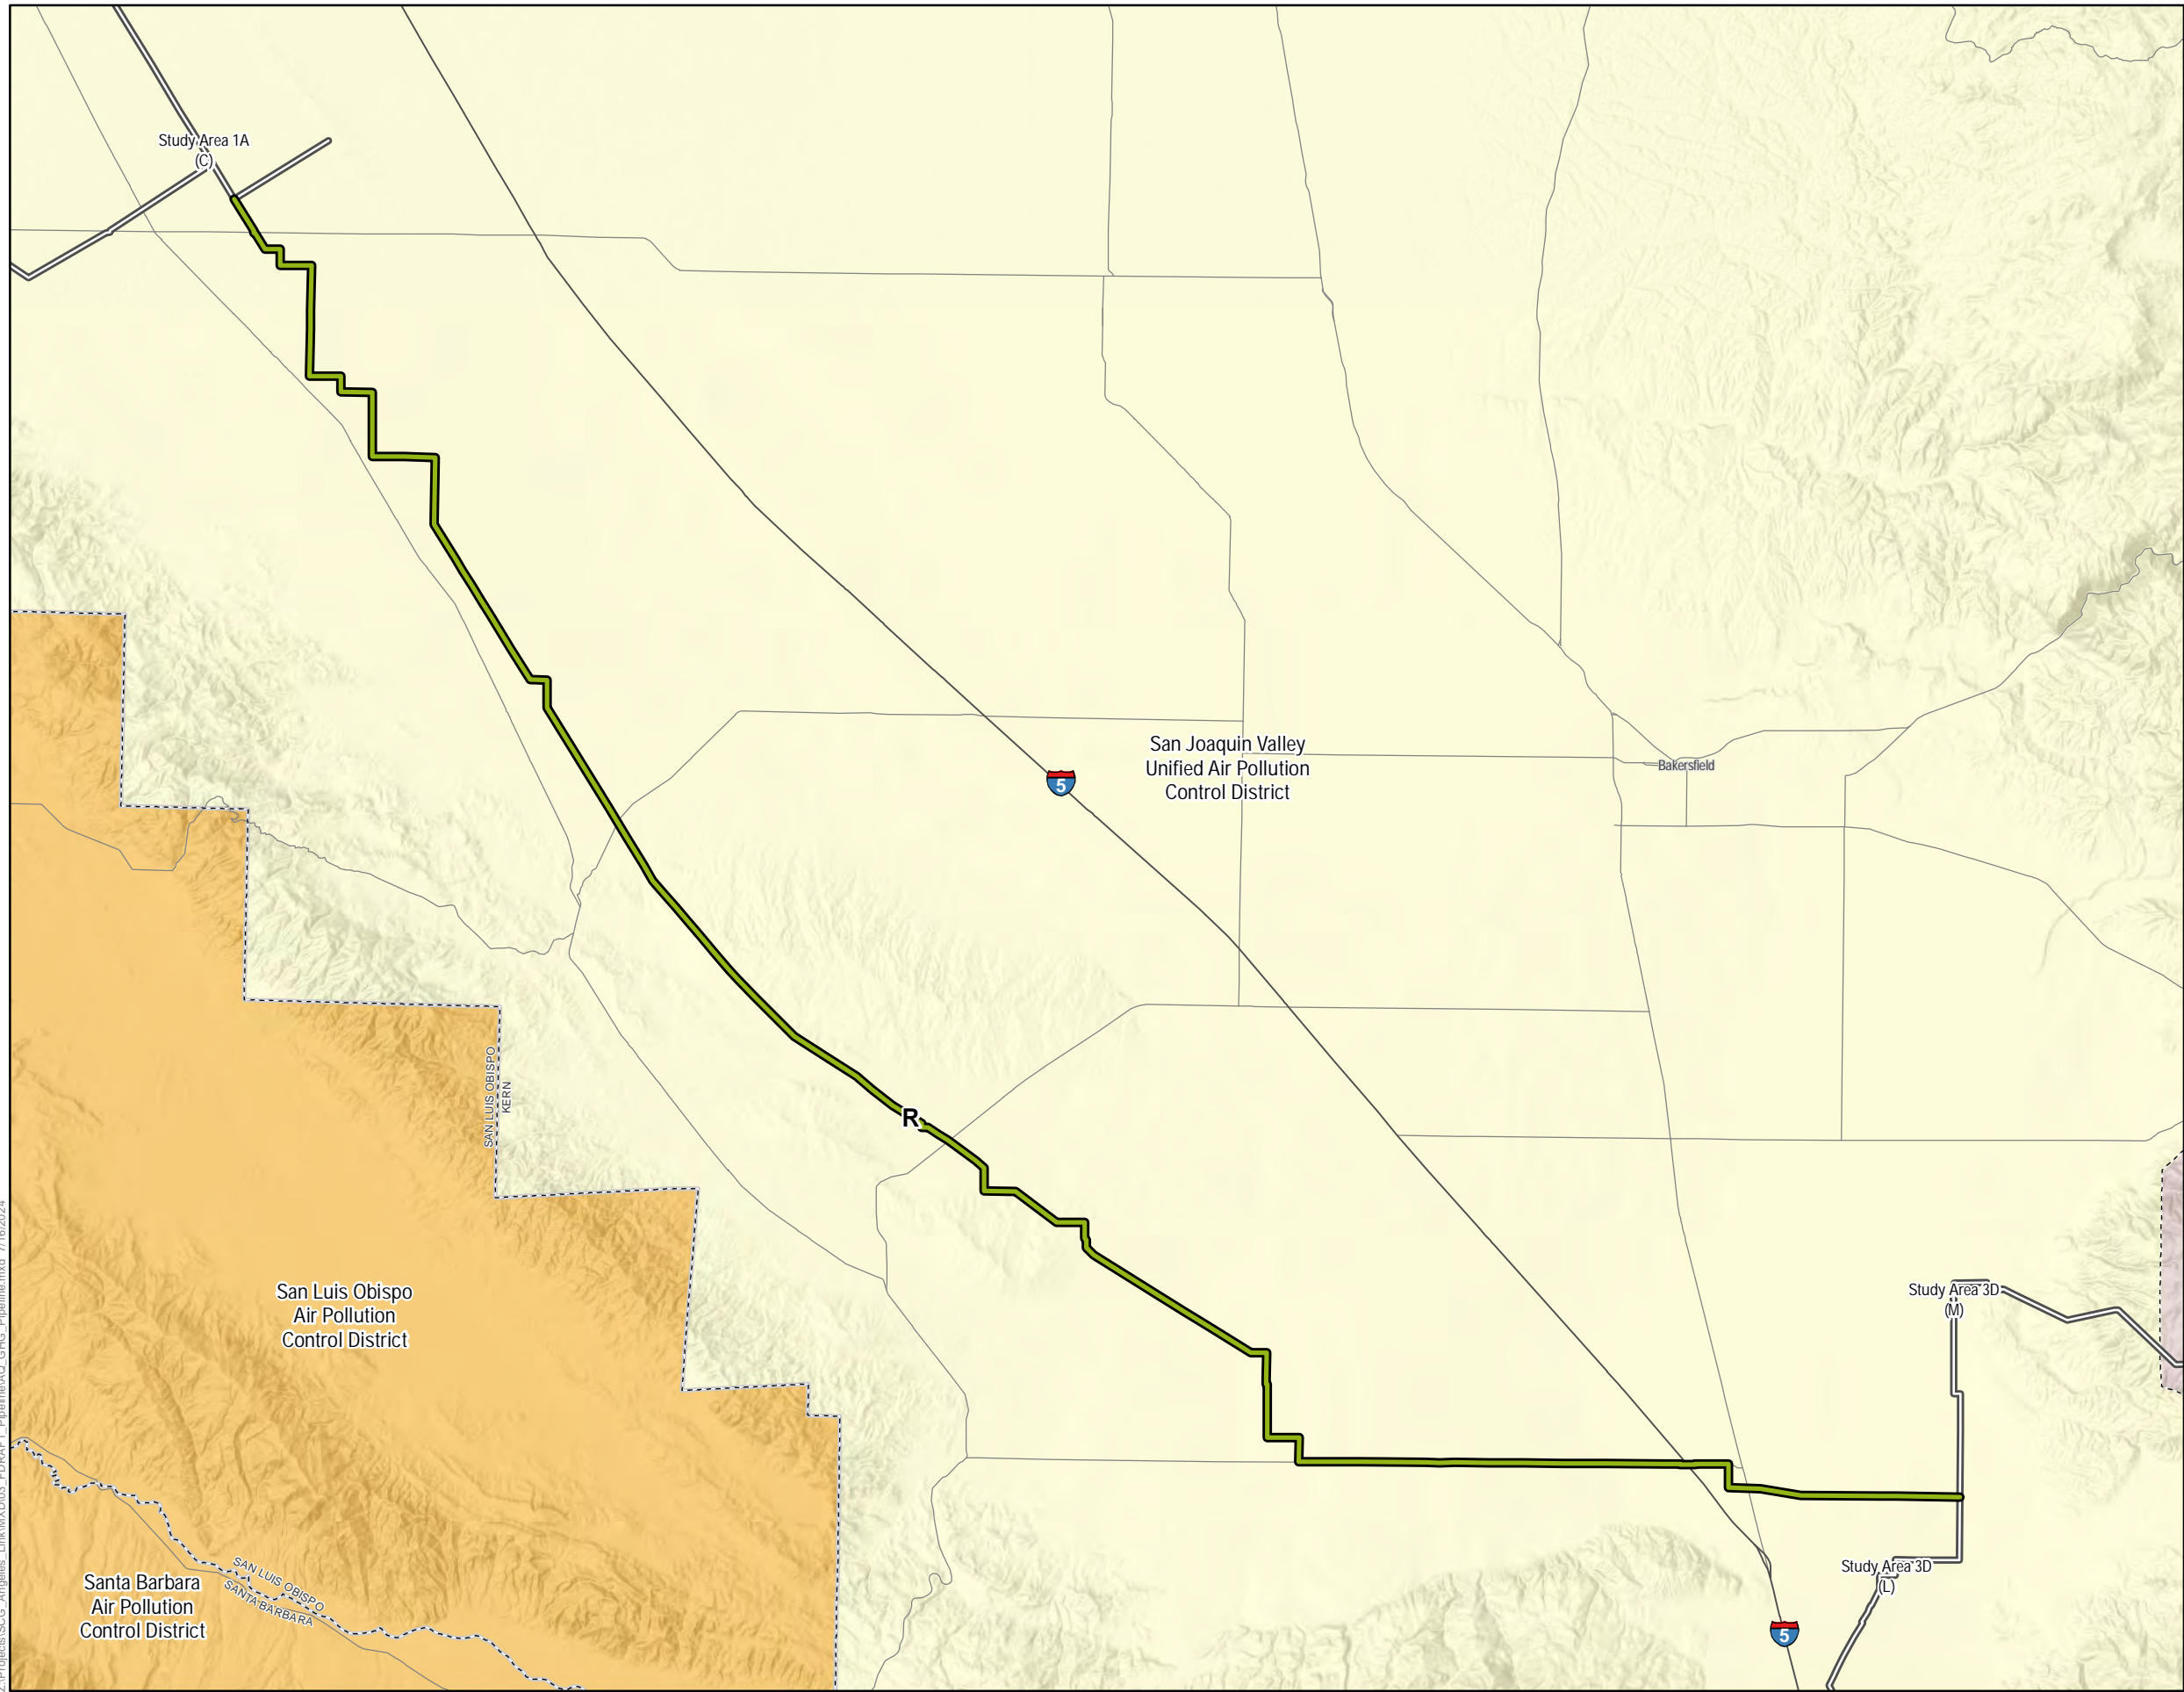 Study Area 1A
(C)
San Joaquin Valley
Unified Air Pollution
Control District
5
Bakersfield
SAN LUIS OBISPO
KERN
R
San Luis Obispo
Air Pollution
Control District
Study Area 3D
(M)
SAN LUIS OBISPO
SANTA BARBARA
Santa Barbara
Air Pollution
Control District
Study Area 3D
(L)
5